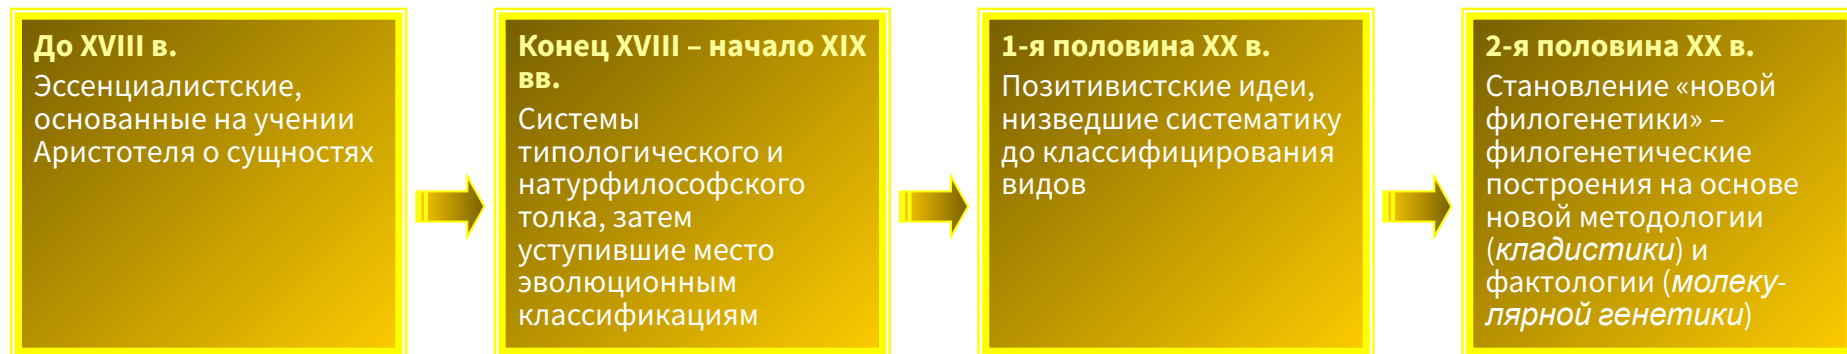 До XVIII в.
Эссенциалистские,
основанные на учении
Аристотеля о сущностях
Конец XVIII – начало XIX
вв.
Системы
типологического и
натурфилософского
толка, затем
уступившие место
эволюционным
классификациям
1-я половина XX в.
Позитивистские идеи,
низведшие систематику
до классифицирования
видов
2-я половина XX в.
Становление «новой
филогенетики» –
филогенетические
построения на основе
новой методологии
(кладистики) и
фактологии (молеку-
лярной генетики)